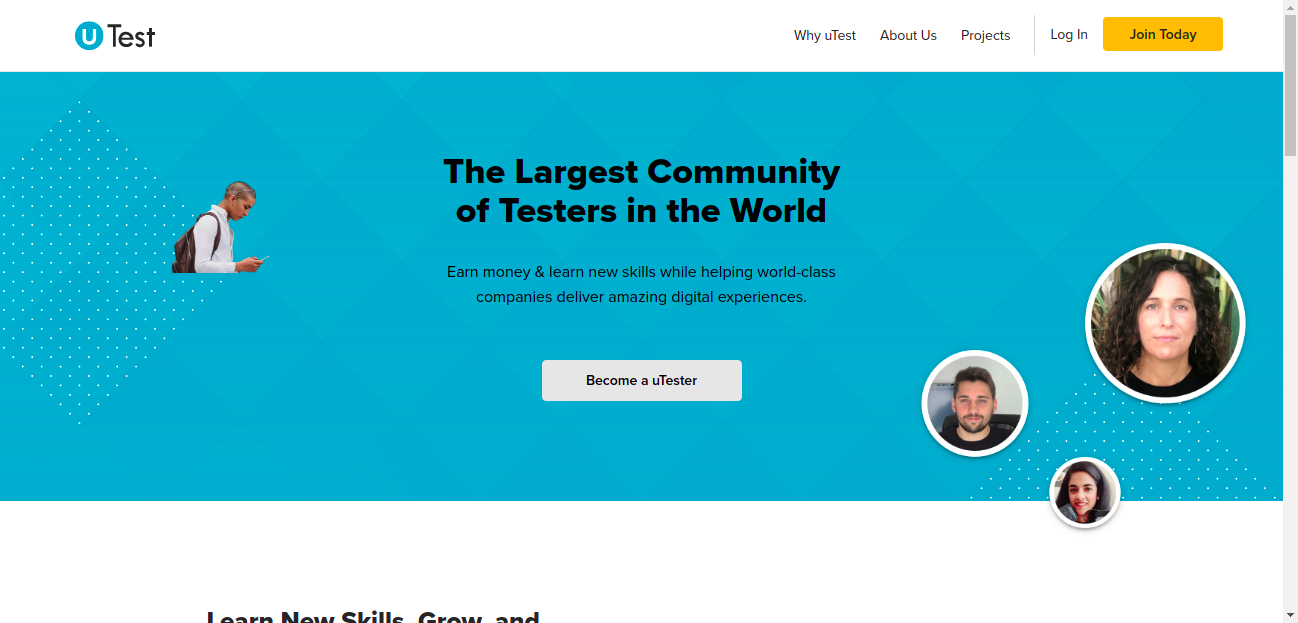 uTest
Why uTest
About Us
Projects
Log In
Join Today
The Largest Community
of Testers in the World
Earn money & learn new skills while helping world-class
companies deliver amazing digital experiences.
Become a uTester
Learn New Skills, Grow, and